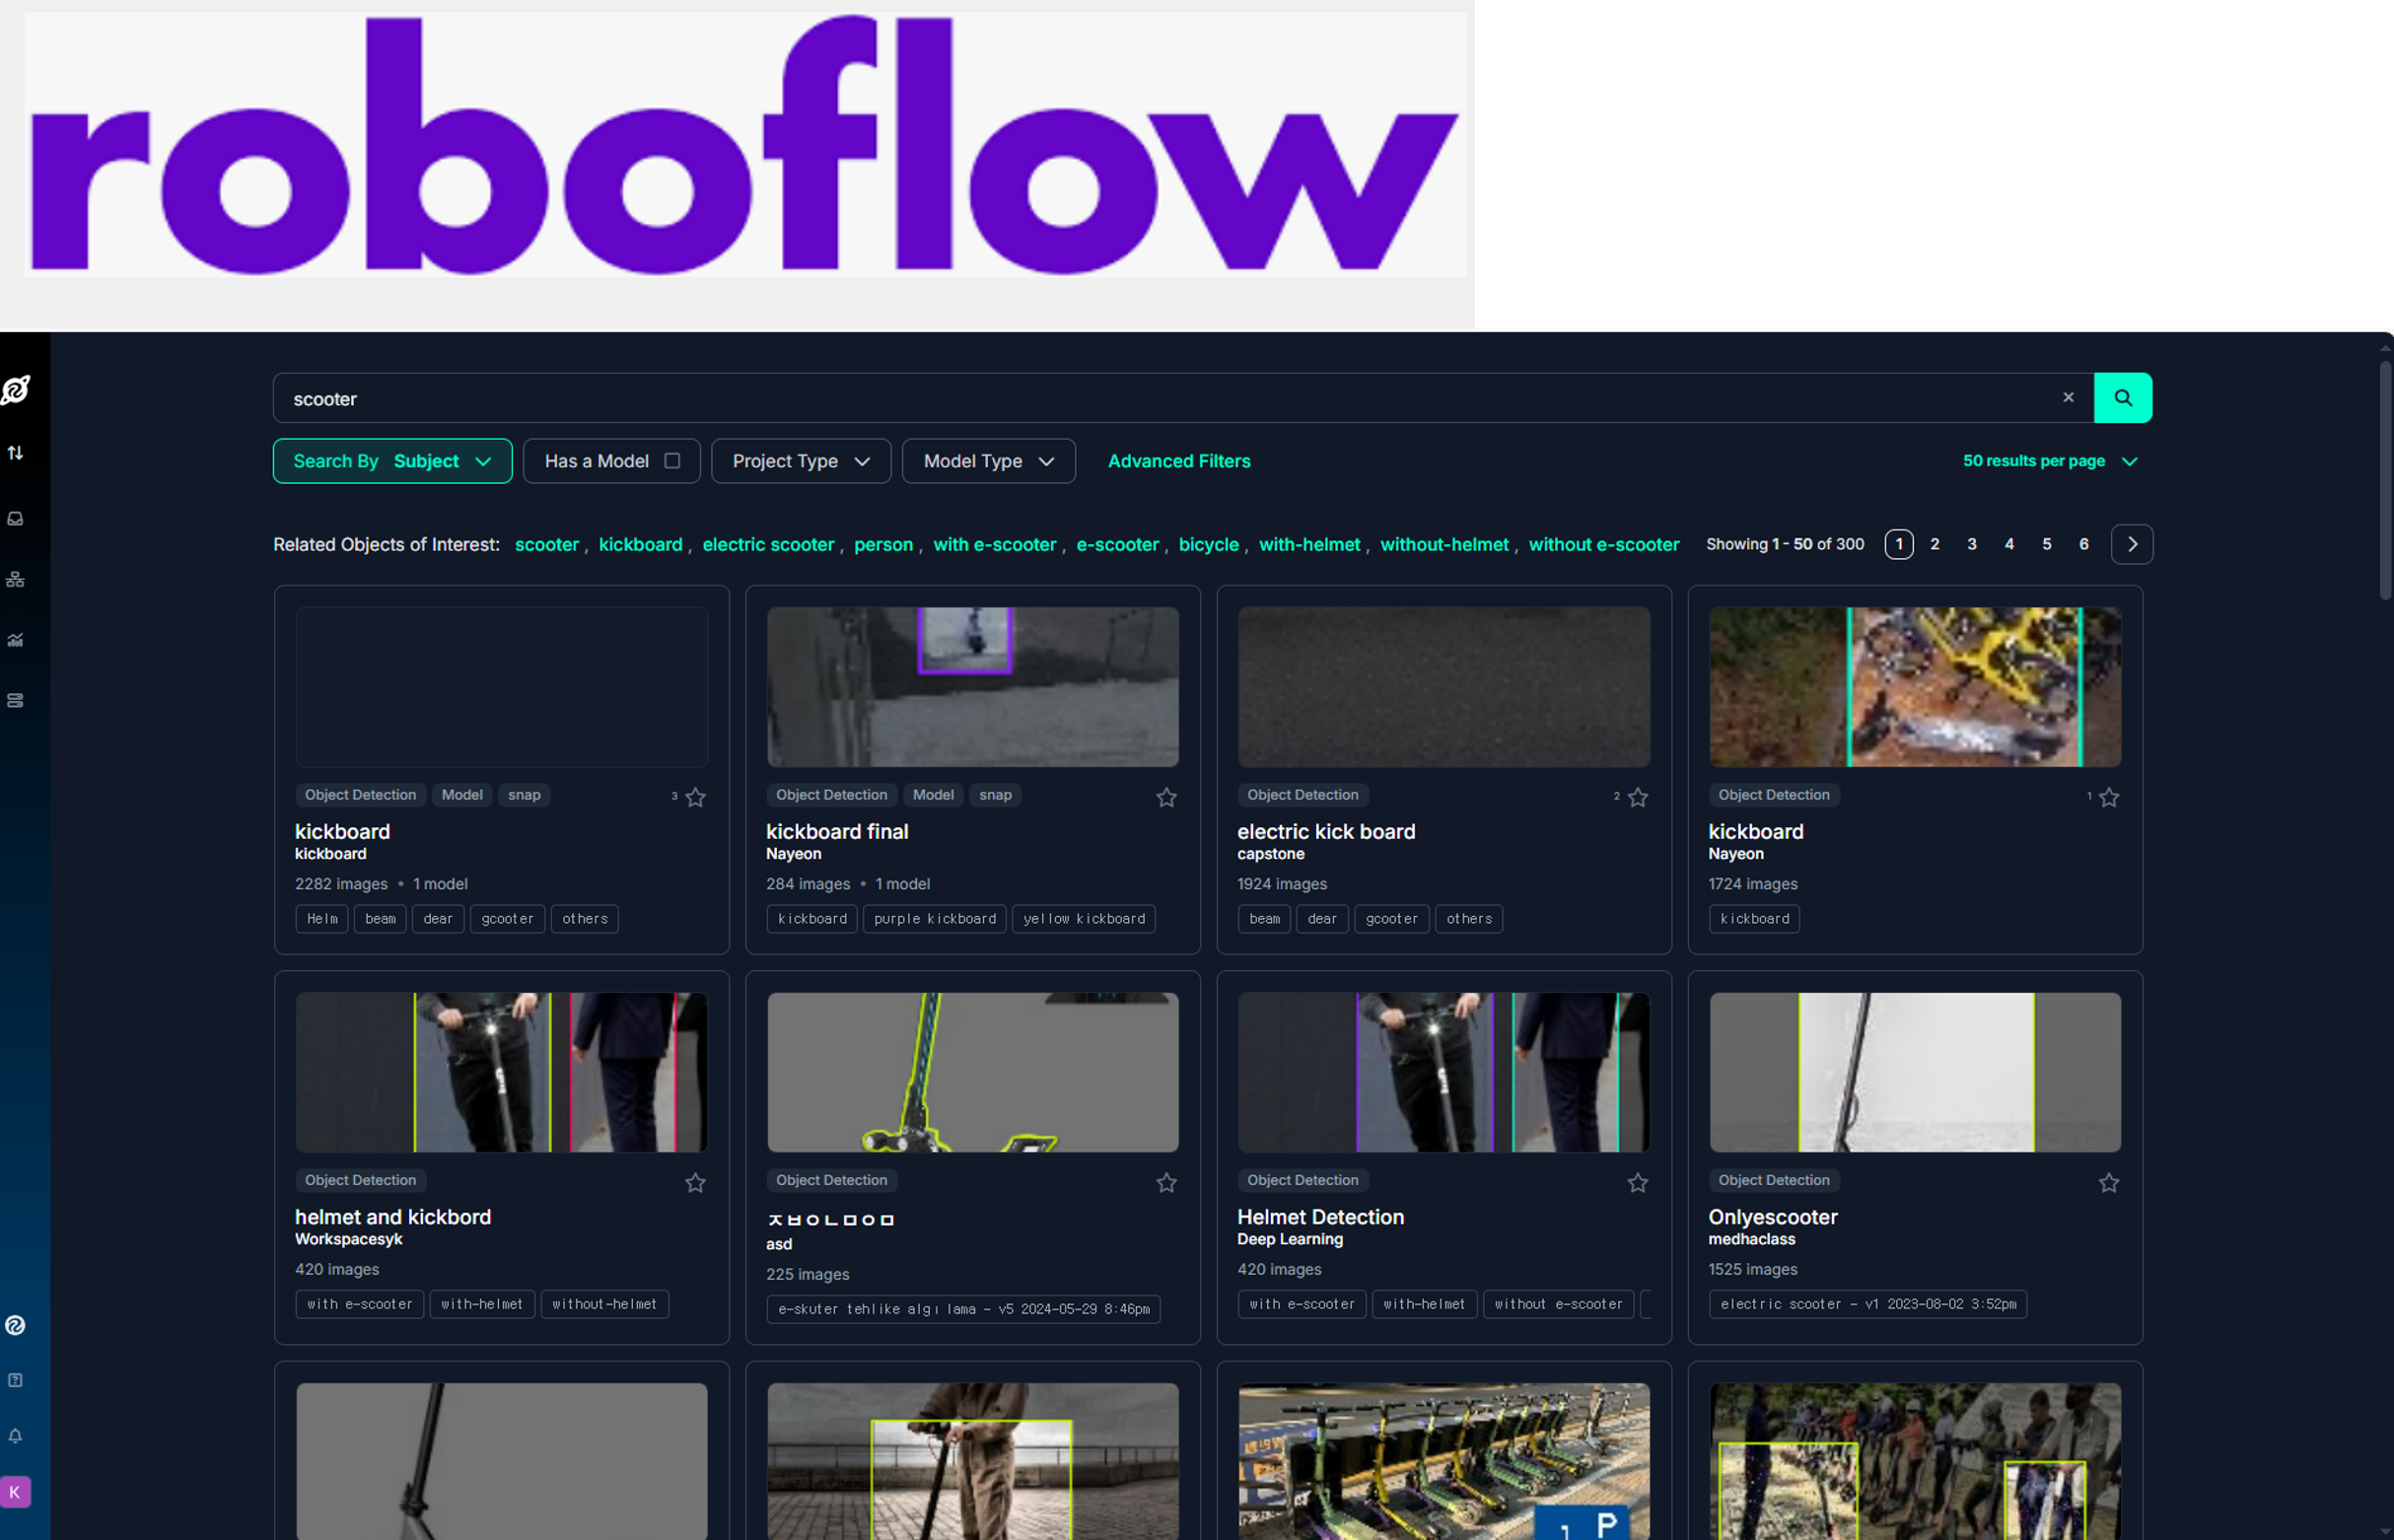 roboflow
scooter
Search By Subject
Has a Model
Project Type
Model Type
Advanced Filters
50 results per page
Related Objects of Interest: scooter , kickboard , electric scooter , person , with e-scooter , e-scooter , bicycle , with-helmet , without-helmet , without e-scooter
Showing 1 - 50 of 300
1 2 3 4 5 6
Object Detection Model snap 3
kickboard
kickboard
2282 images • 1 model
Helm beam dear gcooter others
Object Detection Model snap
kickboard final
Nayeon
284 images • 1 model
kickboard purple kickboard yellow kickboard
Object Detection 2
electric kick board
capstone
1924 images
beam dear gcooter others
Object Detection 1
kickboard
Nayeon
1724 images
kickboard
Object Detection
helmet and kickbord
Workspacesyk
420 images
with e-scooter with-helmet without-helmet
Object Detection
ㅈㅂㅇㄴㅁㅇㅁ
asd
225 images
e-skuter tehlike algı lama - v5 2024-05-29 8:46pm
Object Detection
Helmet Detection
Deep Learning
420 images
with e-scooter with-helmet without e-scooter
Object Detection
Onlyescooter
medhaclass
1525 images
electric scooter - v1 2023-08-02 3:52pm
P
K